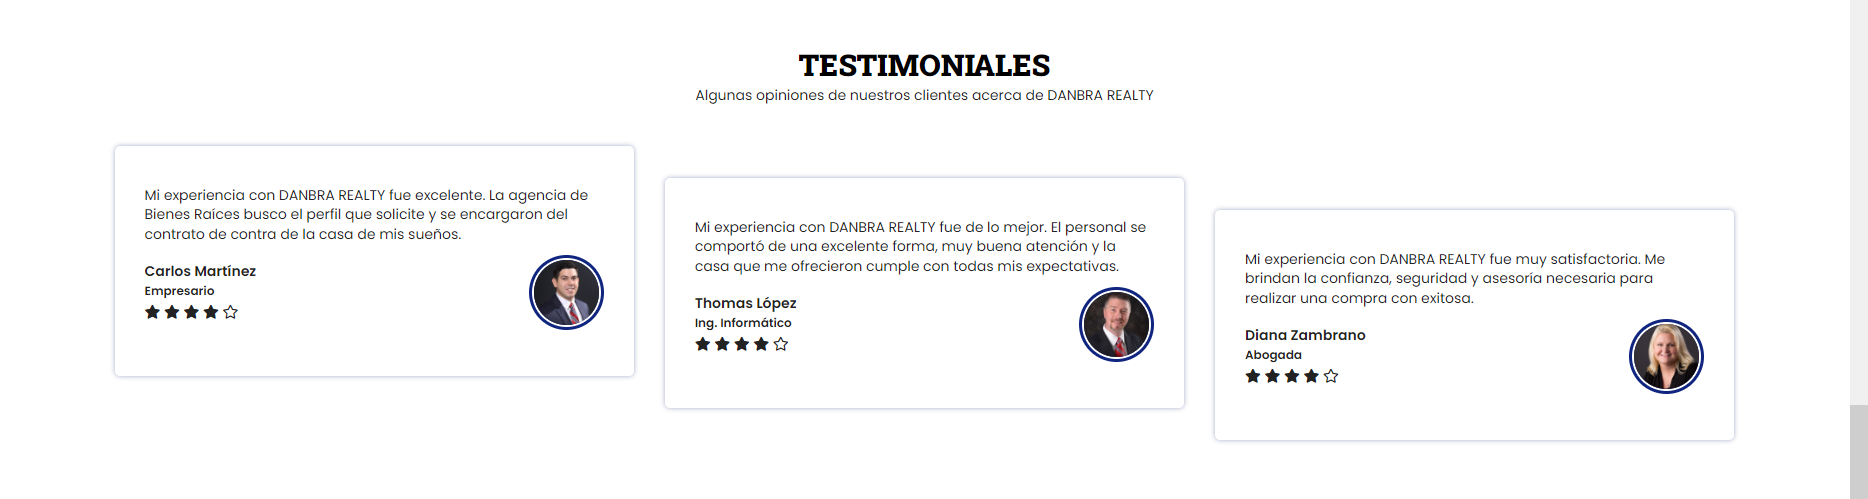 TESTIMONIALES
Algunas opiniones de nuestros clientes acerca de DANBRA REALTY
Mi experiencia con DANBRA REALTY fue excelente. La agencia de
Bienes Raíces busco el perfil que solicite y se encargaron del
contrato de contra de la casa de mis sueños.
Carlos Martínez
Empresario
Mi experiencia con DANBRA REALTY fue de lo mejor. El personal se
comportó de una excelente forma, muy buena atención y la
casa que me ofrecieron cumple con todas mis expectativas.
Thomas López
Ing. Informático
Mi experiencia con DANBRA REALTY fue muy satisfactoria. Me
brindan la confianza, seguridad y asesoría necesaria para
realizar una compra con exitosa.
Diana Zambrano
Abogada